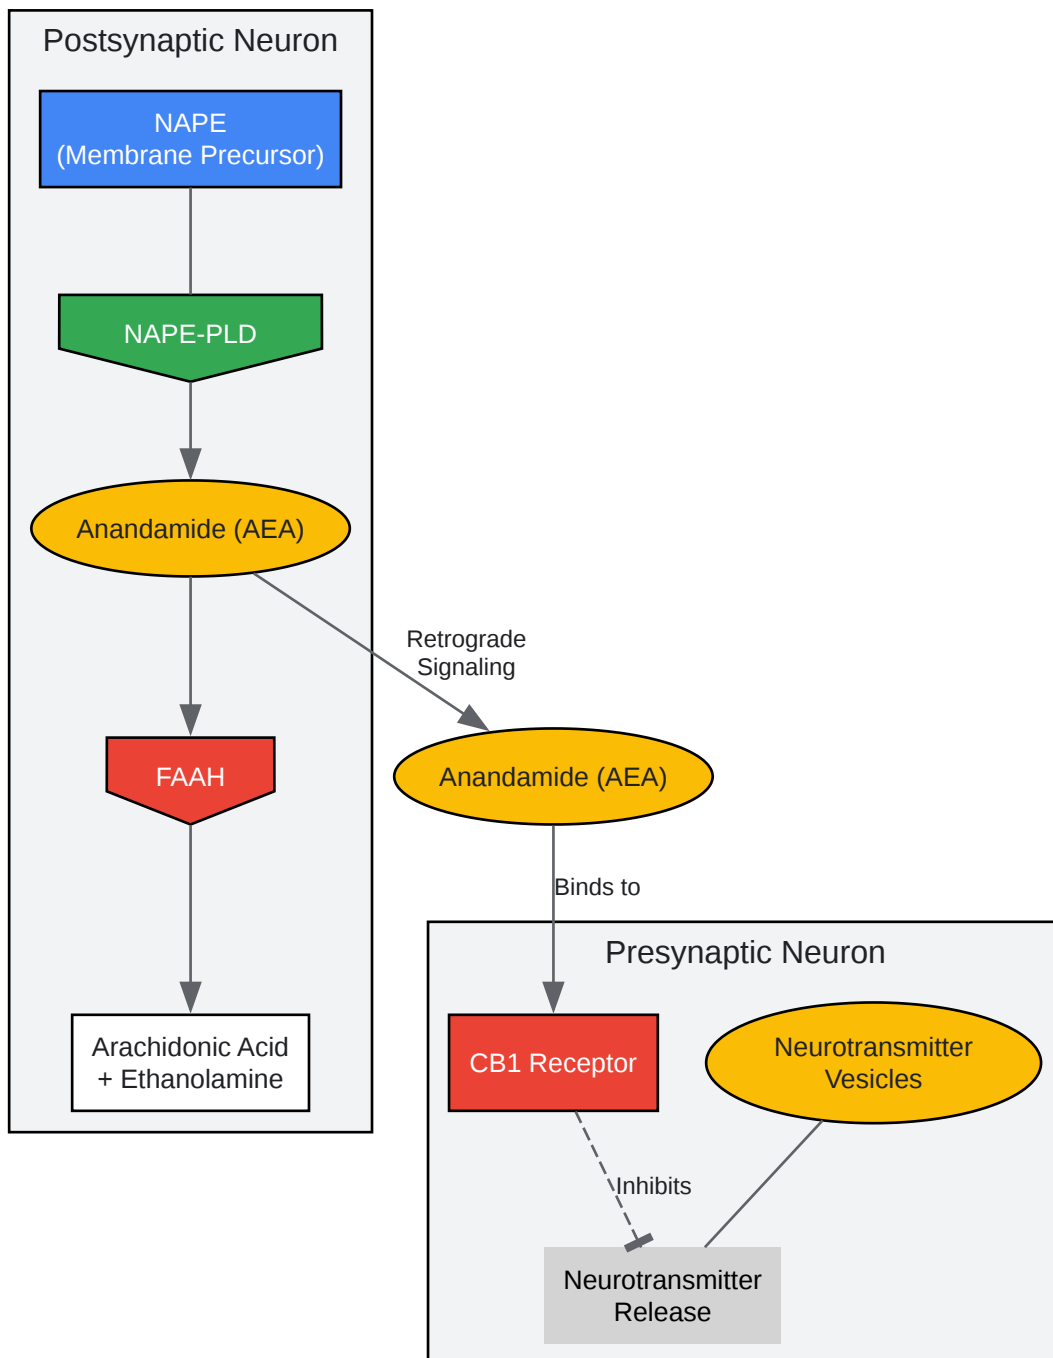 Postsynaptic Neuron
NAPE
(Membrane Precursor)
NAPE-PLD
Anandamide (AEA)
Retrograde
Signaling
FAAH
Anandamide (AEA)
Binds to
Arachidonic Acid
+ Ethanolamine
Presynaptic Neuron
CB1 Receptor
Neurotransmitter
Vesicles
Inhibits
Neurotransmitter
Release